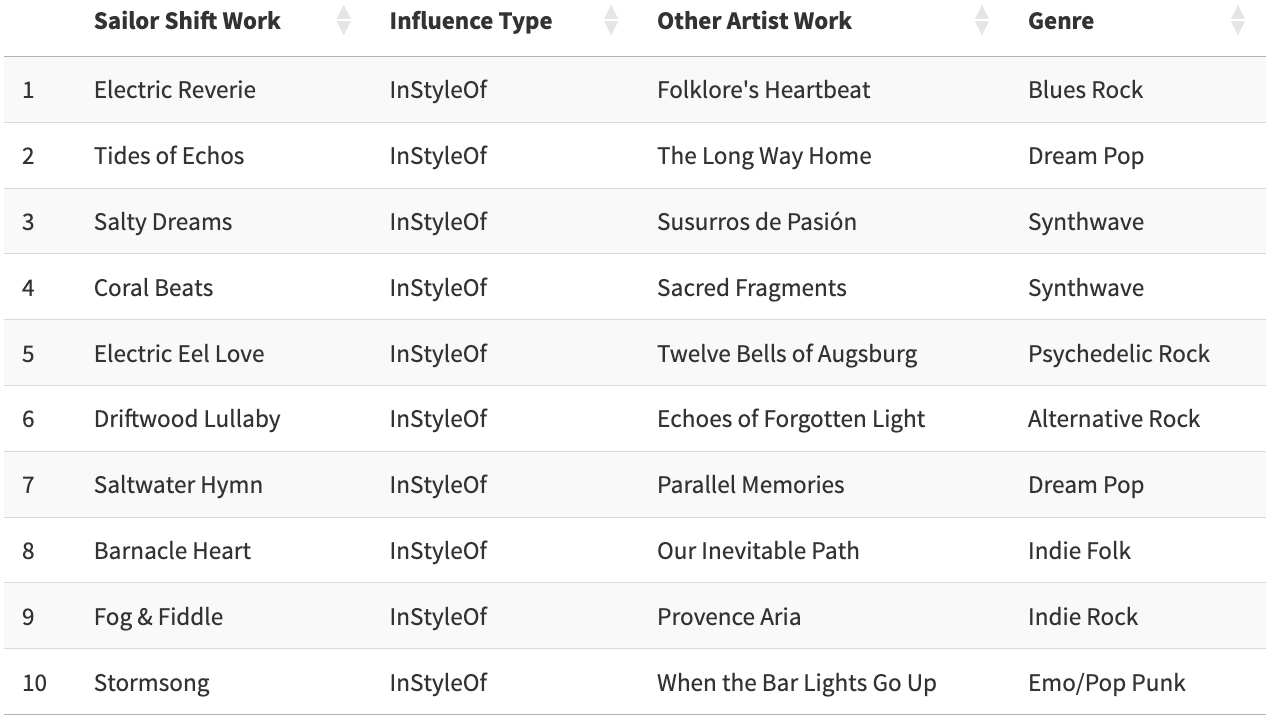 Sailor Shift Work Influence Type Other Artist Work Genre
1 Electric Reverie InStyleOf Folklore's Heartbeat Blues Rock
2 Tides of Echos InStyleOf The Long Way Home Dream Pop
3 Salty Dreams InStyleOf Susurros de Pasión Synthwave
4 Coral Beats InStyleOf Sacred Fragments Synthwave
5 Electric Eel Love InStyleOf Twelve Bells of Augsburg Psychedelic Rock
6 Driftwood Lullaby InStyleOf Echoes of Forgotten Light Alternative Rock
7 Saltwater Hymn InStyleOf Parallel Memories Dream Pop
8 Barnacle Heart InStyleOf Our Inevitable Path Indie Folk
9 Fog & Fiddle InStyleOf Provence Aria Indie Rock
10 Stormsong InStyleOf When the Bar Lights Go Up Emo/Pop Punk